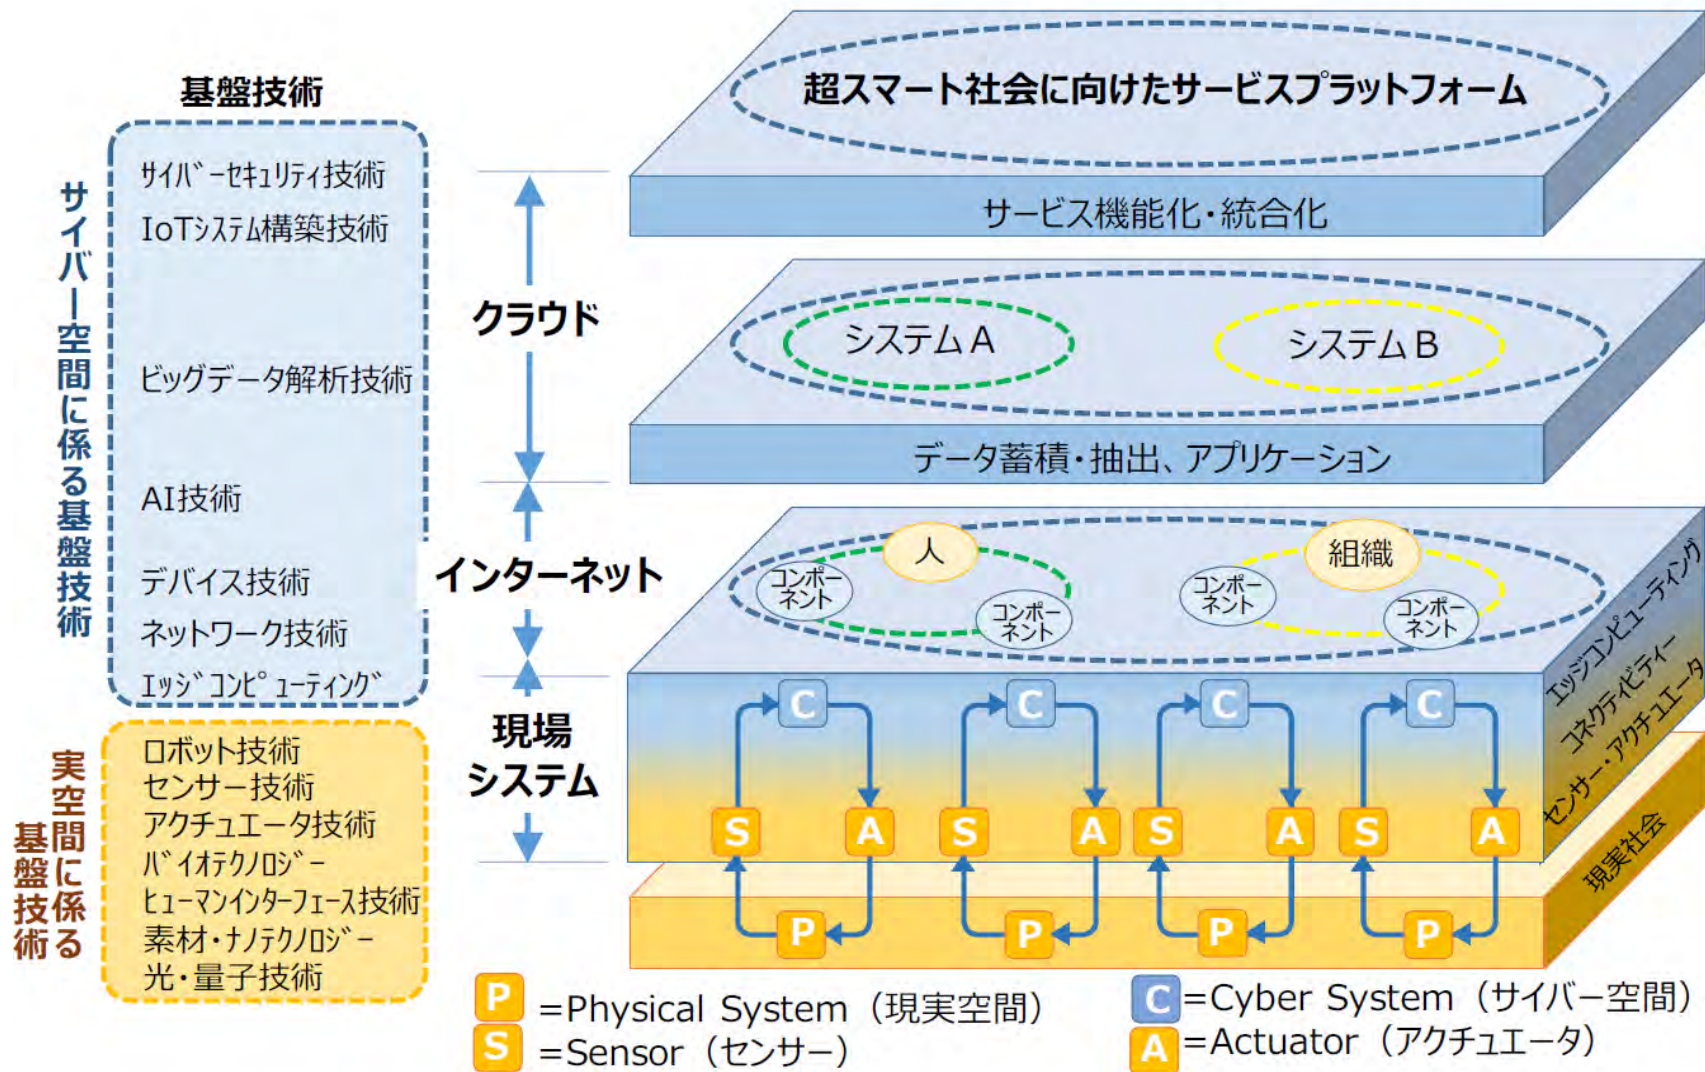 基盤技術
サイバー空間に係る基盤技術
ｻｲﾊﾞｰｾｷｭﾘﾃｨ技術
IoTｼｽﾃﾑ構築技術
ビッグデータ解析技術
AI技術
デバイス技術
ネットワーク技術
ｴｯｼﾞｺﾝﾋﾟｭｰﾃｨﾝｸﾞ
実空間に係る
基盤技術
ロボット技術
センサー技術
アクチュエータ技術
ﾊﾞｲｵﾃｸﾉﾛｼﾞｰ
ﾋｭｰﾏﾝｲﾝﾀｰﾌｪｰｽ技術
素材・ﾅﾉﾃｸﾉﾛｼﾞｰ
光・量子技術
クラウド
インターネット
現場
システム
超スマート社会に向けたサービスプラットフォーム
サービス機能化・統合化
システムA
システムB
データ蓄積・抽出、アプリケーション
人
組織
コンポー
ネント
コンポー
ネント
コンポー
ネント
コンポー
ネント
エッジコンピューティング
コネクティビティー
センサー・アクチュエータ
現実社会
C
C
C
C
S
A
S
A
S
A
S
A
P
P
P
P
P =Physical System（現実空間）
C =Cyber System（サイバー空間）
S =Sensor（センサー）
A =Actuator（アクチュエータ）